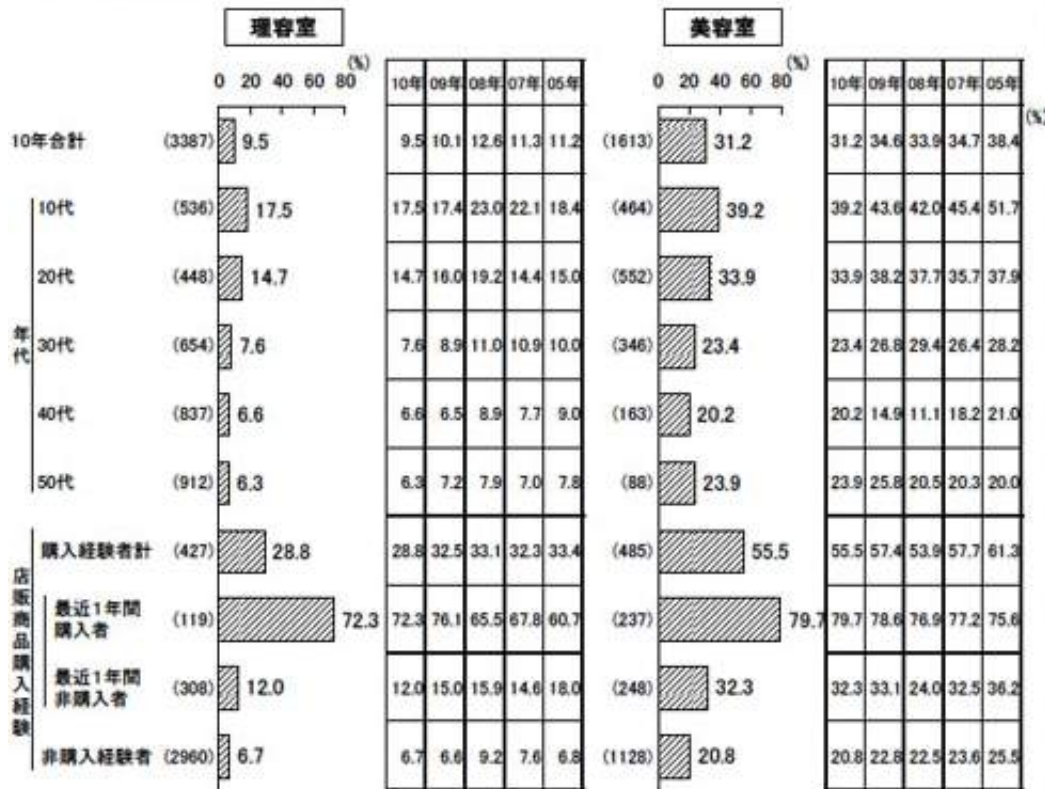 理容室 美容室
(%) (%)
0 20 40 60 80 10年 09年 08年 07年 05年 0 20 40 60 80 10年 09年 08年 07年 05年
(%)
10年合計 (3387) 9.5 9.5 10.1 12.6 11.3 11.2 (1613) 31.2 31.2 34.6 33.9 34.7 38.4
年代
10代 (536) 17.5 17.5 17.4 23.0 22.1 18.4 (464) 39.2 39.2 43.6 42.0 45.4 51.7
20代 (448) 14.7 14.7 16.0 19.2 14.4 15.0 (552) 33.9 33.9 38.2 37.7 35.7 37.9
30代 (654) 7.6 7.6 8.9 11.0 10.9 10.0 (346) 23.4 23.4 26.8 29.4 26.4 28.2
40代 (837) 6.6 6.6 6.5 8.9 7.7 9.0 (163) 20.2 20.2 14.9 11.1 18.2 21.0
50代 (912) 6.3 6.3 7.2 7.9 7.0 7.8 (88) 23.9 23.9 25.8 20.5 20.3 20.0
店販商品購入経験
購入経験者計 (427) 28.8 28.8 32.5 33.1 32.3 33.4 (485) 55.5 55.5 57.4 53.9 57.7 61.3
最近1年間
購入者 (119) 72.3 72.3 76.1 65.5 67.8 60.7 (237) 79.7 79.7 78.6 76.9 77.2 75.6
最近1年間
非購入者 (308) 12.0 12.0 15.0 15.9 14.6 18.0 (248) 32.3 32.3 33.1 24.0 32.5 36.2
非購入経験者 (2960) 6.7 6.7 6.6 9.2 7.6 6.8 (1128) 20.8 20.8 22.8 22.5 23.6 25.5